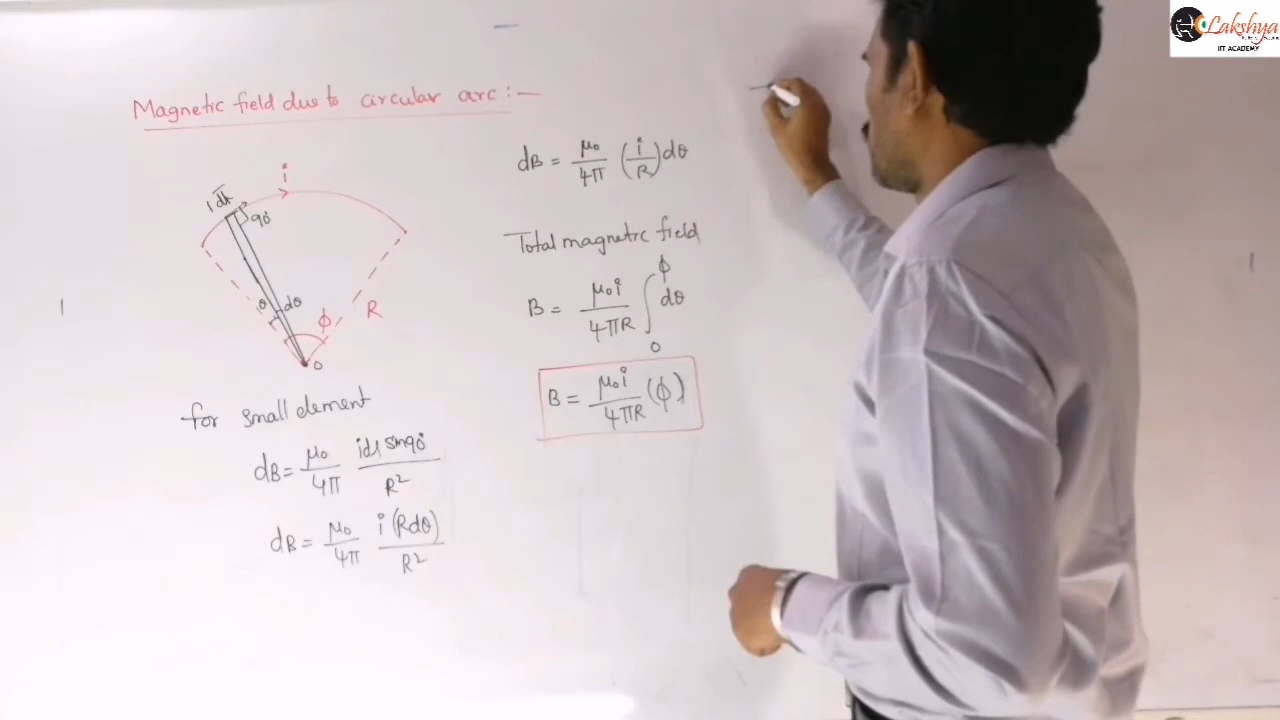 Magnetic field due to circular arc :-
i
i dl
90°
θ
dθ
ϕ
R
O
for small element
dB = μ₀/4π idl sin90°/R²
dB = μ₀/4π i(Rdθ)/R²
dB = μ₀/4π (i/R)dθ
Total magnetic field
B = μ₀i/4πR ∫₀^ϕ dθ
B = μ₀i/4πR (ϕ)
Lakshya
IIT ACADEMY